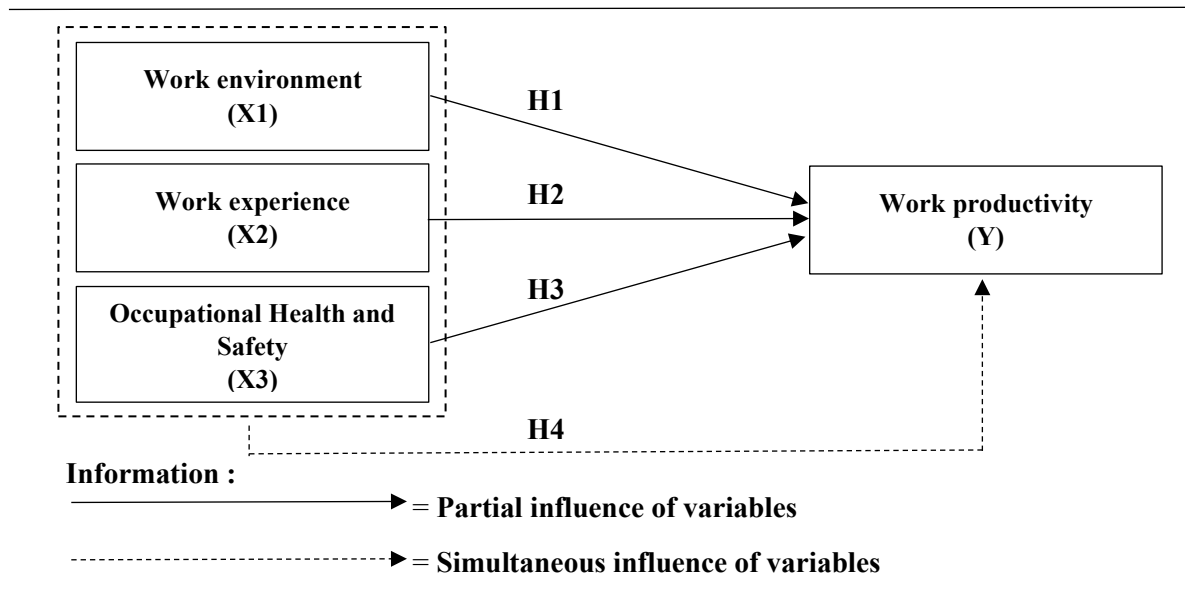 Work environment
(X1)
Work experience
(X2)
Occupational Health and
Safety
(X3)
H1
H2
H3
H4
Work productivity
(Y)
Information :
= Partial influence of variables
= Simultaneous influence of variables